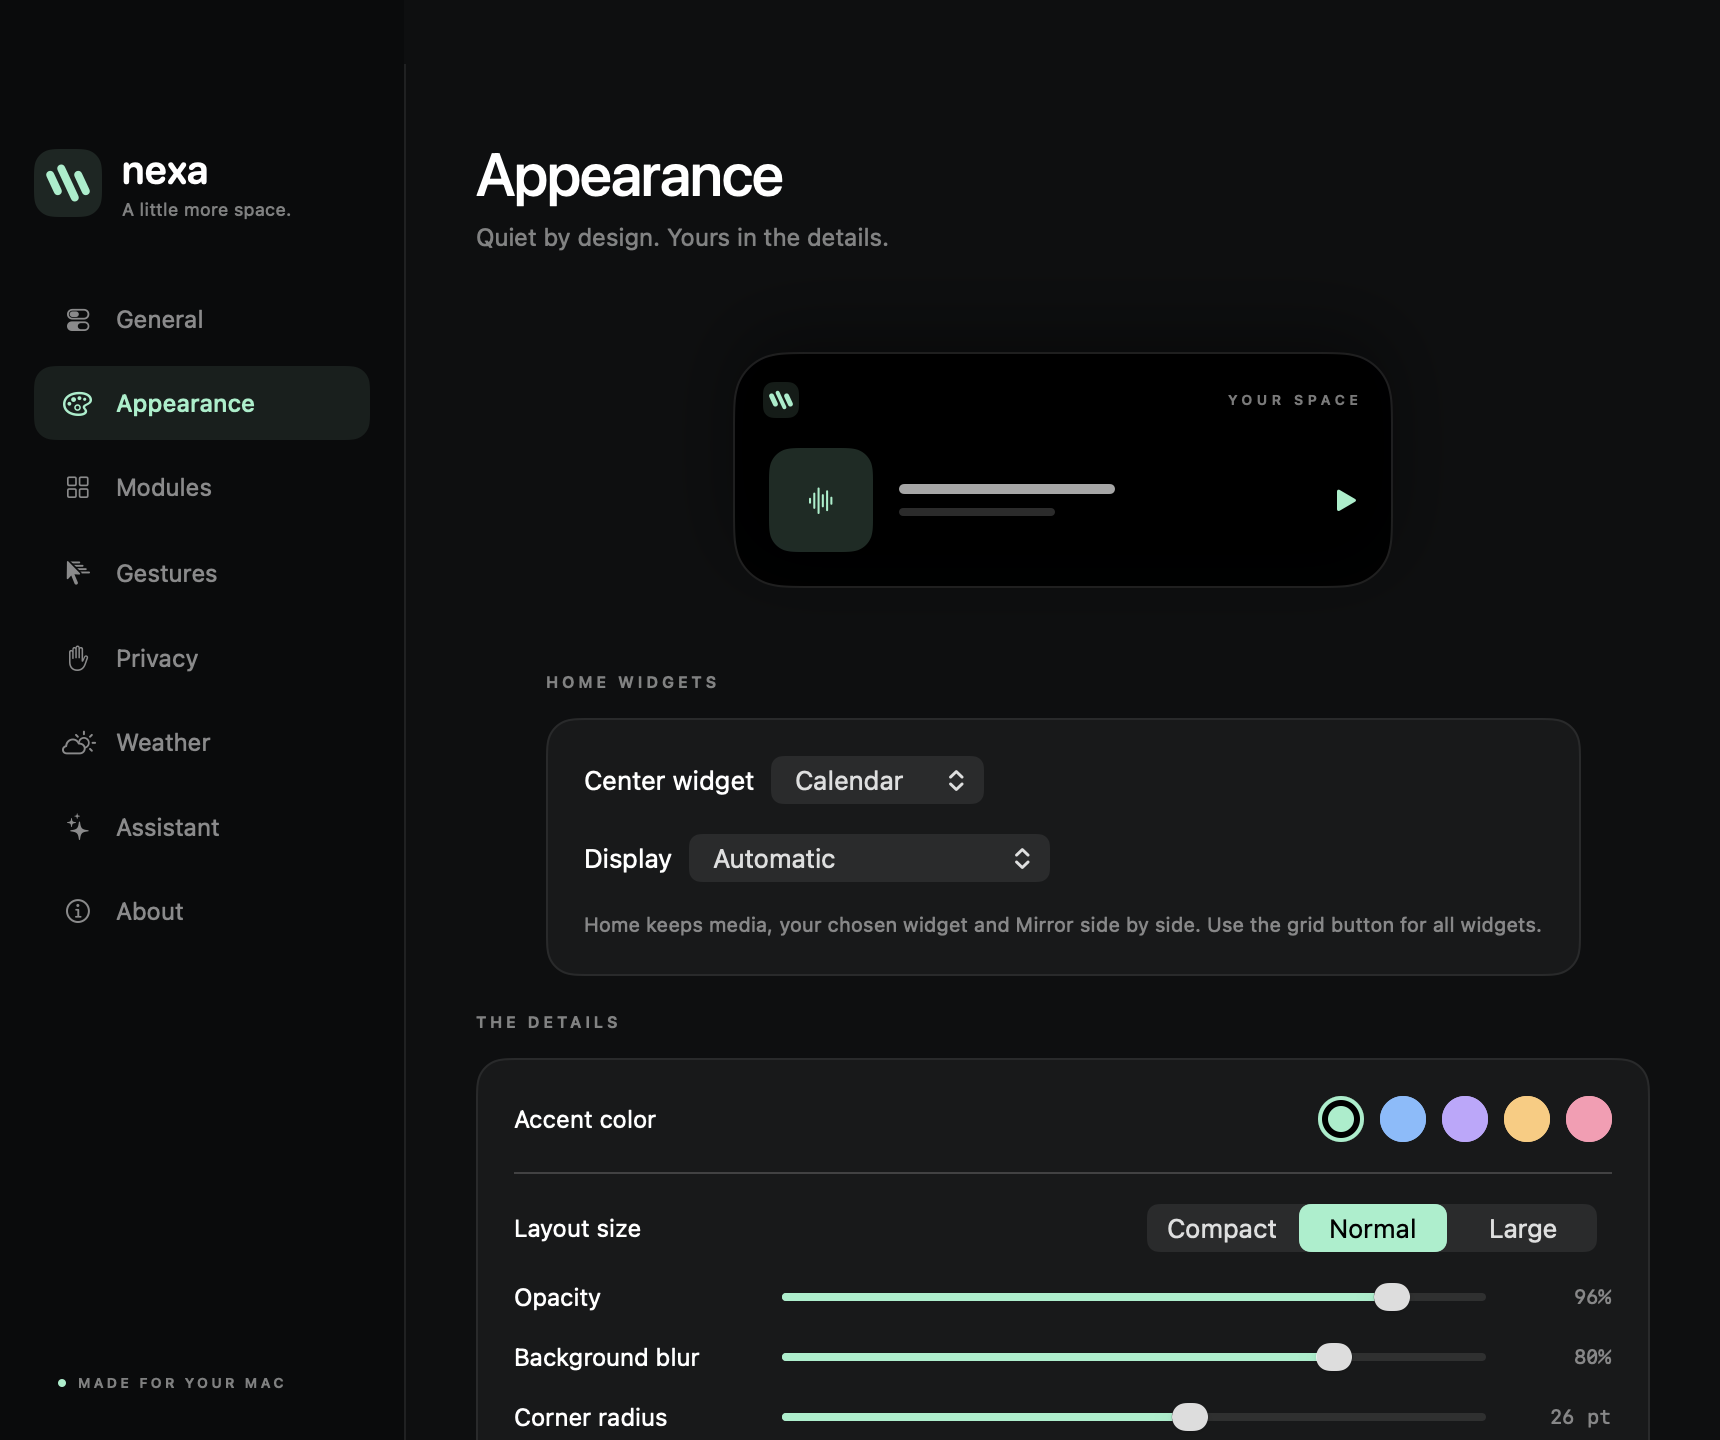 nexa
A little more space.
General
Appearance
Modules
Gestures
Privacy
Weather
Assistant
About
MADE FOR YOUR MAC
Appearance
Quiet by design. Yours in the details.
YOUR SPACE
HOME WIDGETS
Center widget Calendar
Display Automatic
Home keeps media, your chosen widget and Mirror side by side. Use the grid button for all widgets.
THE DETAILS
Accent color
Layout size Compact Normal Large
Opacity 96%
Background blur 80%
Corner radius 26 pt